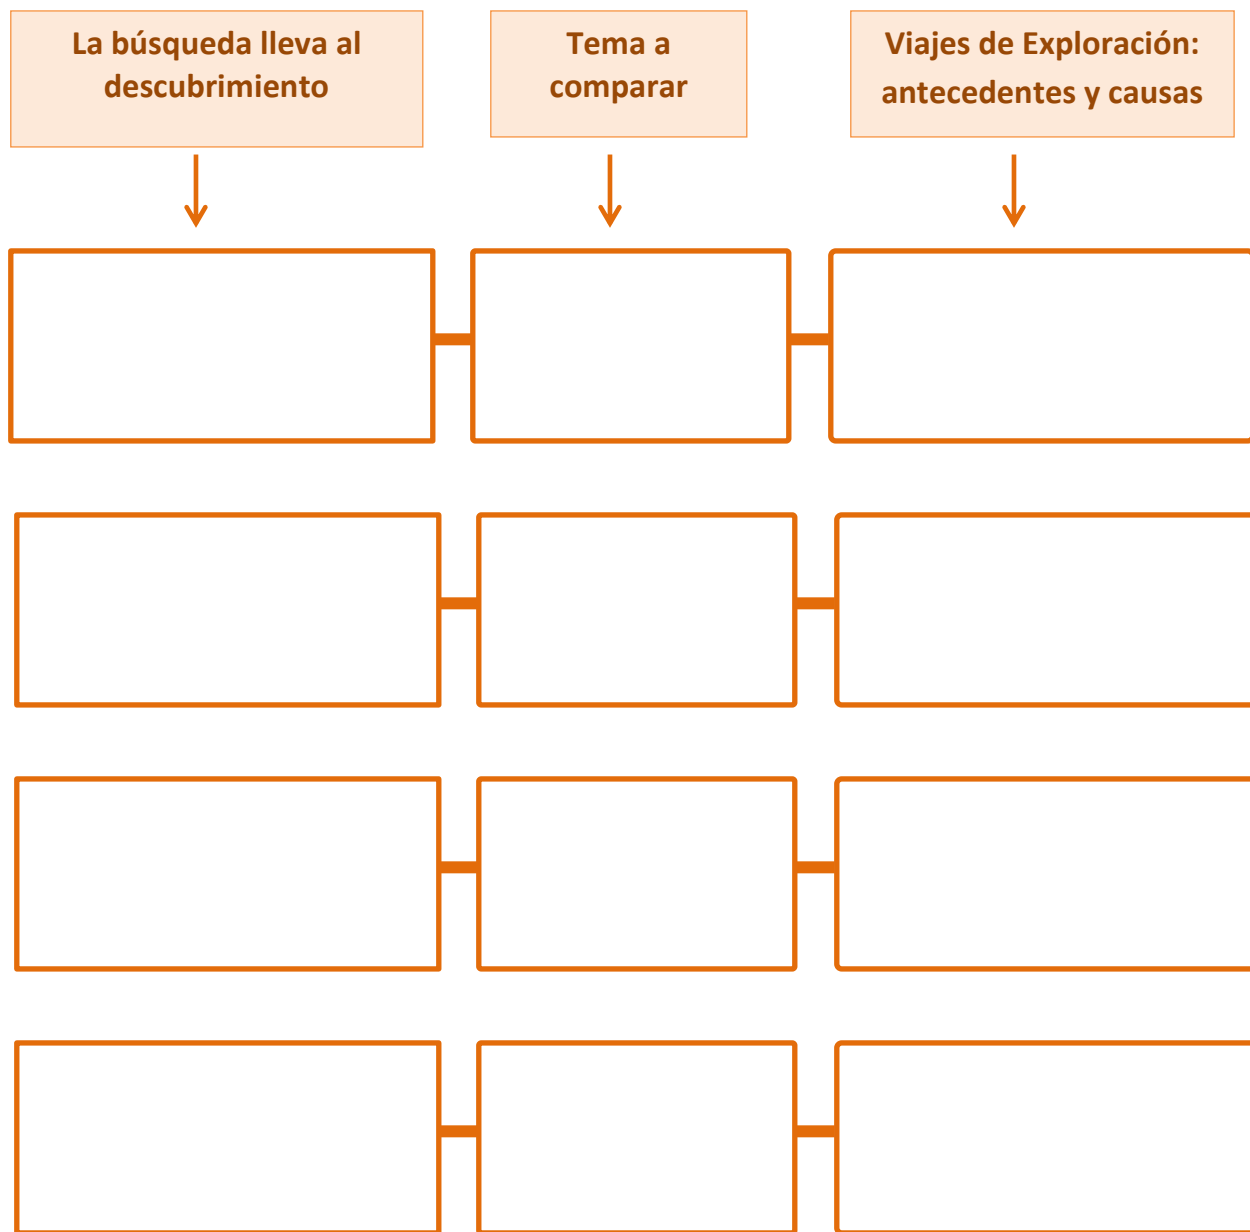 La búsqueda lleva al
descubrimiento
Tema a
comparar
Viajes de Exploración:
antecedentes y causas